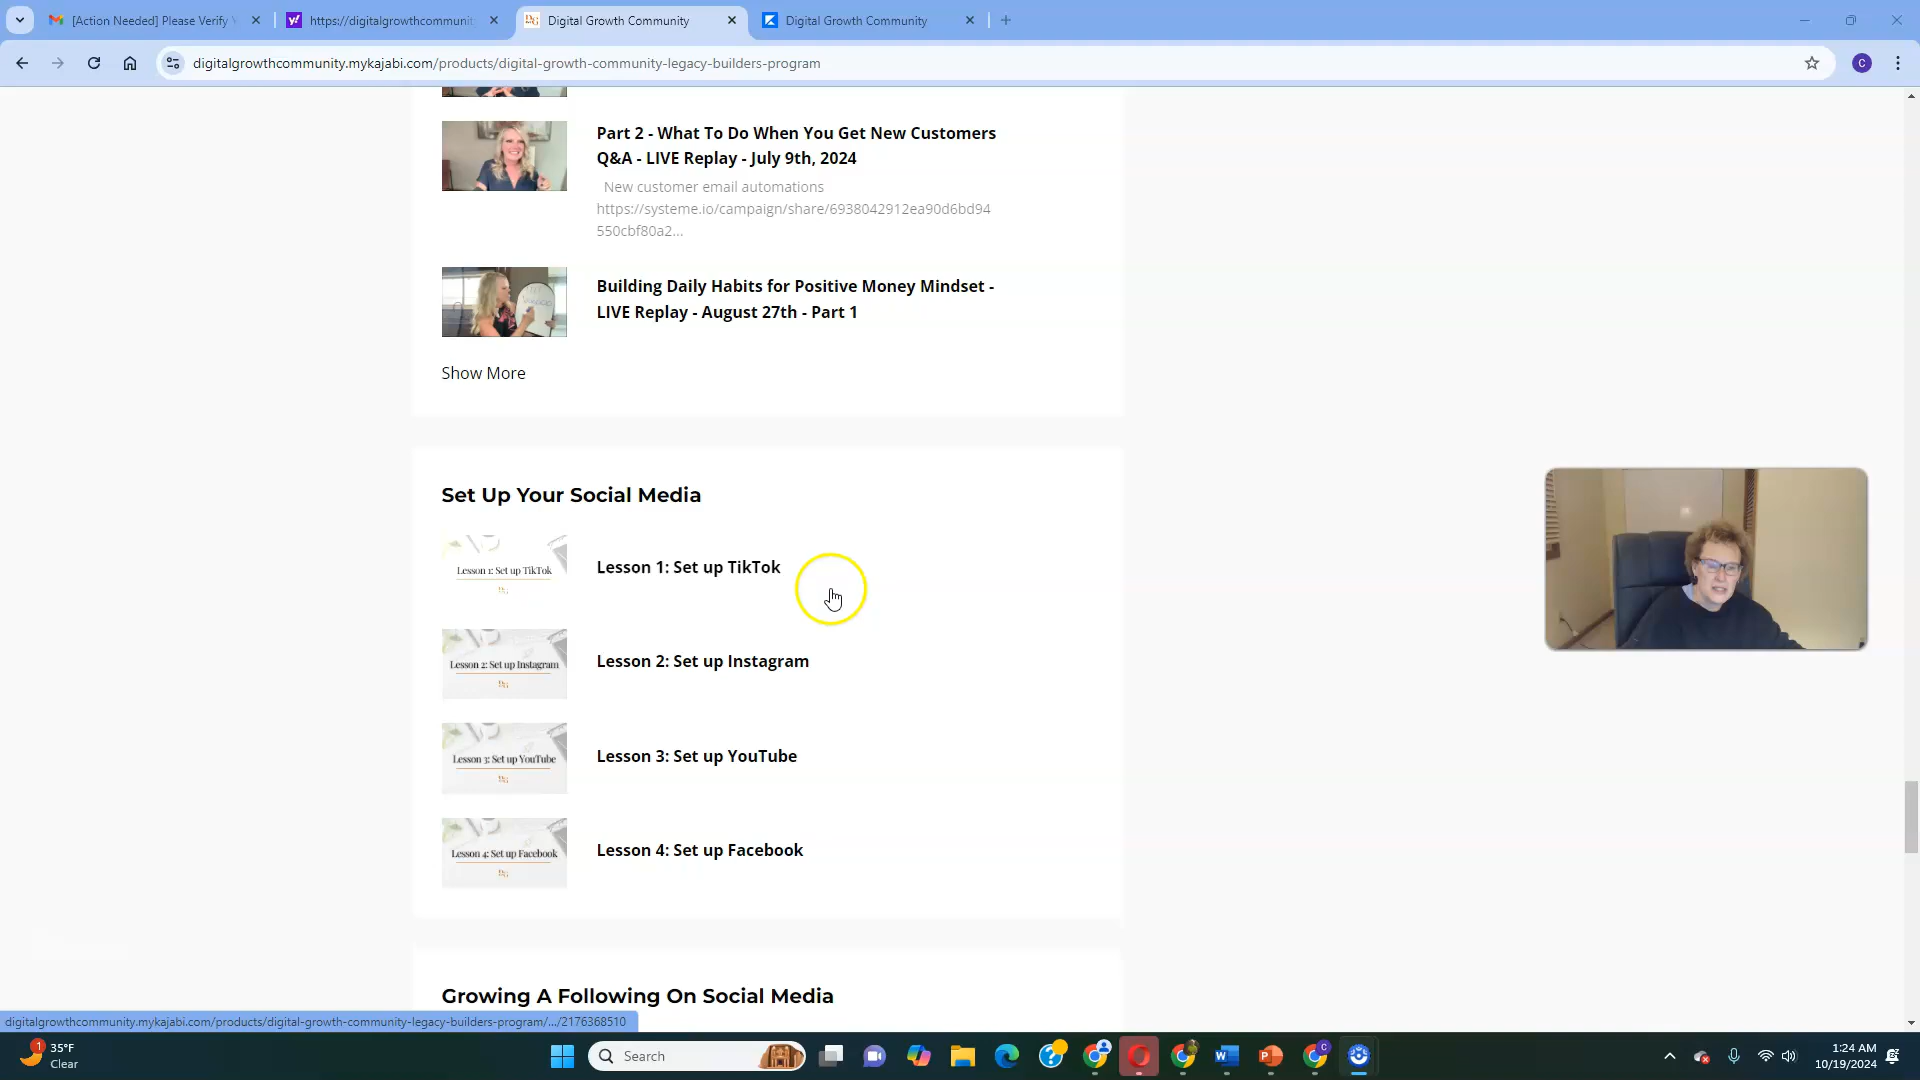 [Action Needed] Please Verify
https://digitalgrowthcommunit
Digital Growth Community
Digital Growth Community
digitalgrowthcommunity.mykajabi.com/products/digital-growth-community-legacy-builders-program
C
Part 2 - What To Do When You Get New Customers
Q&A - LIVE Replay - July 9th, 2024
New customer email automations
https://systeme.io/campaign/share/6938042912ea90d6bd94
550cbf80a2...
Building Daily Habits for Positive Money Mindset -
LIVE Replay - August 27th - Part 1
Show More
Set Up Your Social Media
Lesson 1: Set up TikTok
Lesson 1: Set up TikTok
Lesson 2: Set up Instagram
Lesson 2: Set up Instagram
Lesson 3: Set up YouTube
Lesson 3: Set up YouTube
Lesson 4: Set up Facebook
Lesson 4: Set up Facebook
Growing A Following On Social Media
digitalgrowthcommunity.mykajabi.com/products/digital-growth-community-legacy-builders-program/.../2176368510
1
35°F
Clear
Search
1:24 AM
10/19/2024